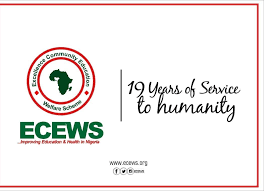 Excellence Community Education
Welfare Scheme
ECEWS
...Improving Education & Health in Nigeria
19 Years of Service
to humanity
www.ecews.org